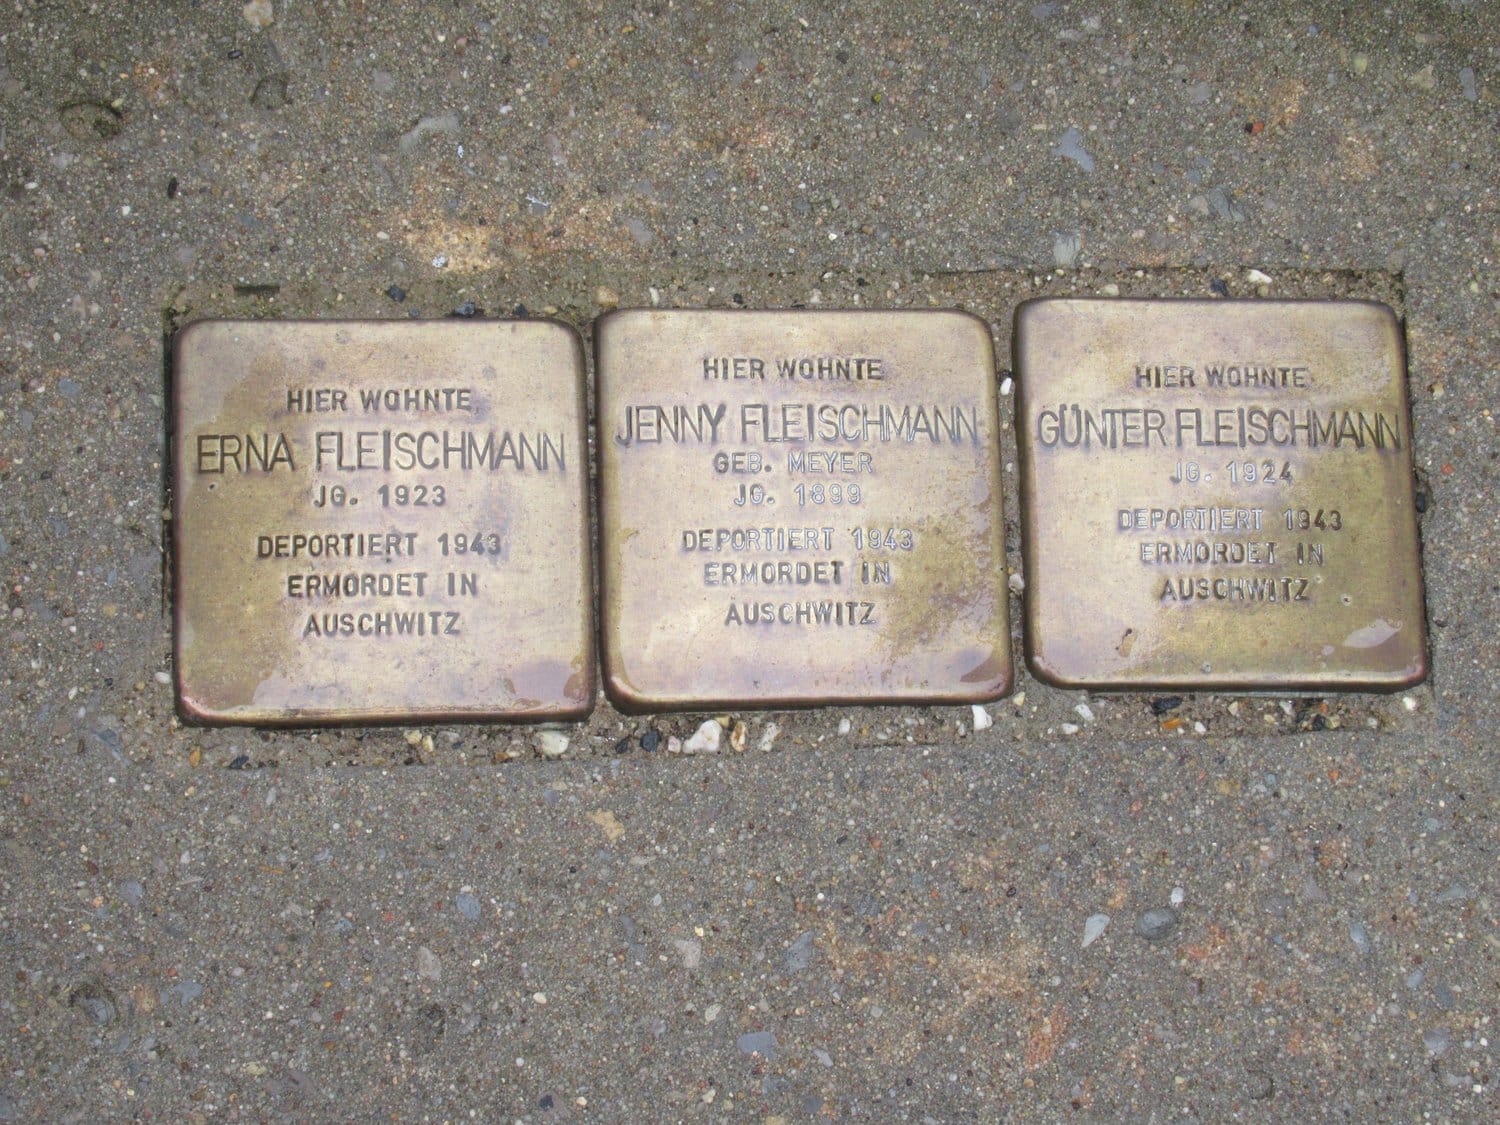 HIER WOHNTE
ERNA FLEISCHMANN
JG. 1923
DEPORTIERT 1943
ERMORDET IN
AUSCHWITZ
HIER WOHNTE
JENNY FLEISCHMANN
GEB. MEYER
JG. 1899
DEPORTIERT 1943
ERMORDET IN
AUSCHWITZ
HIER WOHNTE
GÜNTER FLEISCHMANN
JG. 1924
DEPORTIERT 1943
ERMORDET IN
AUSCHWITZ